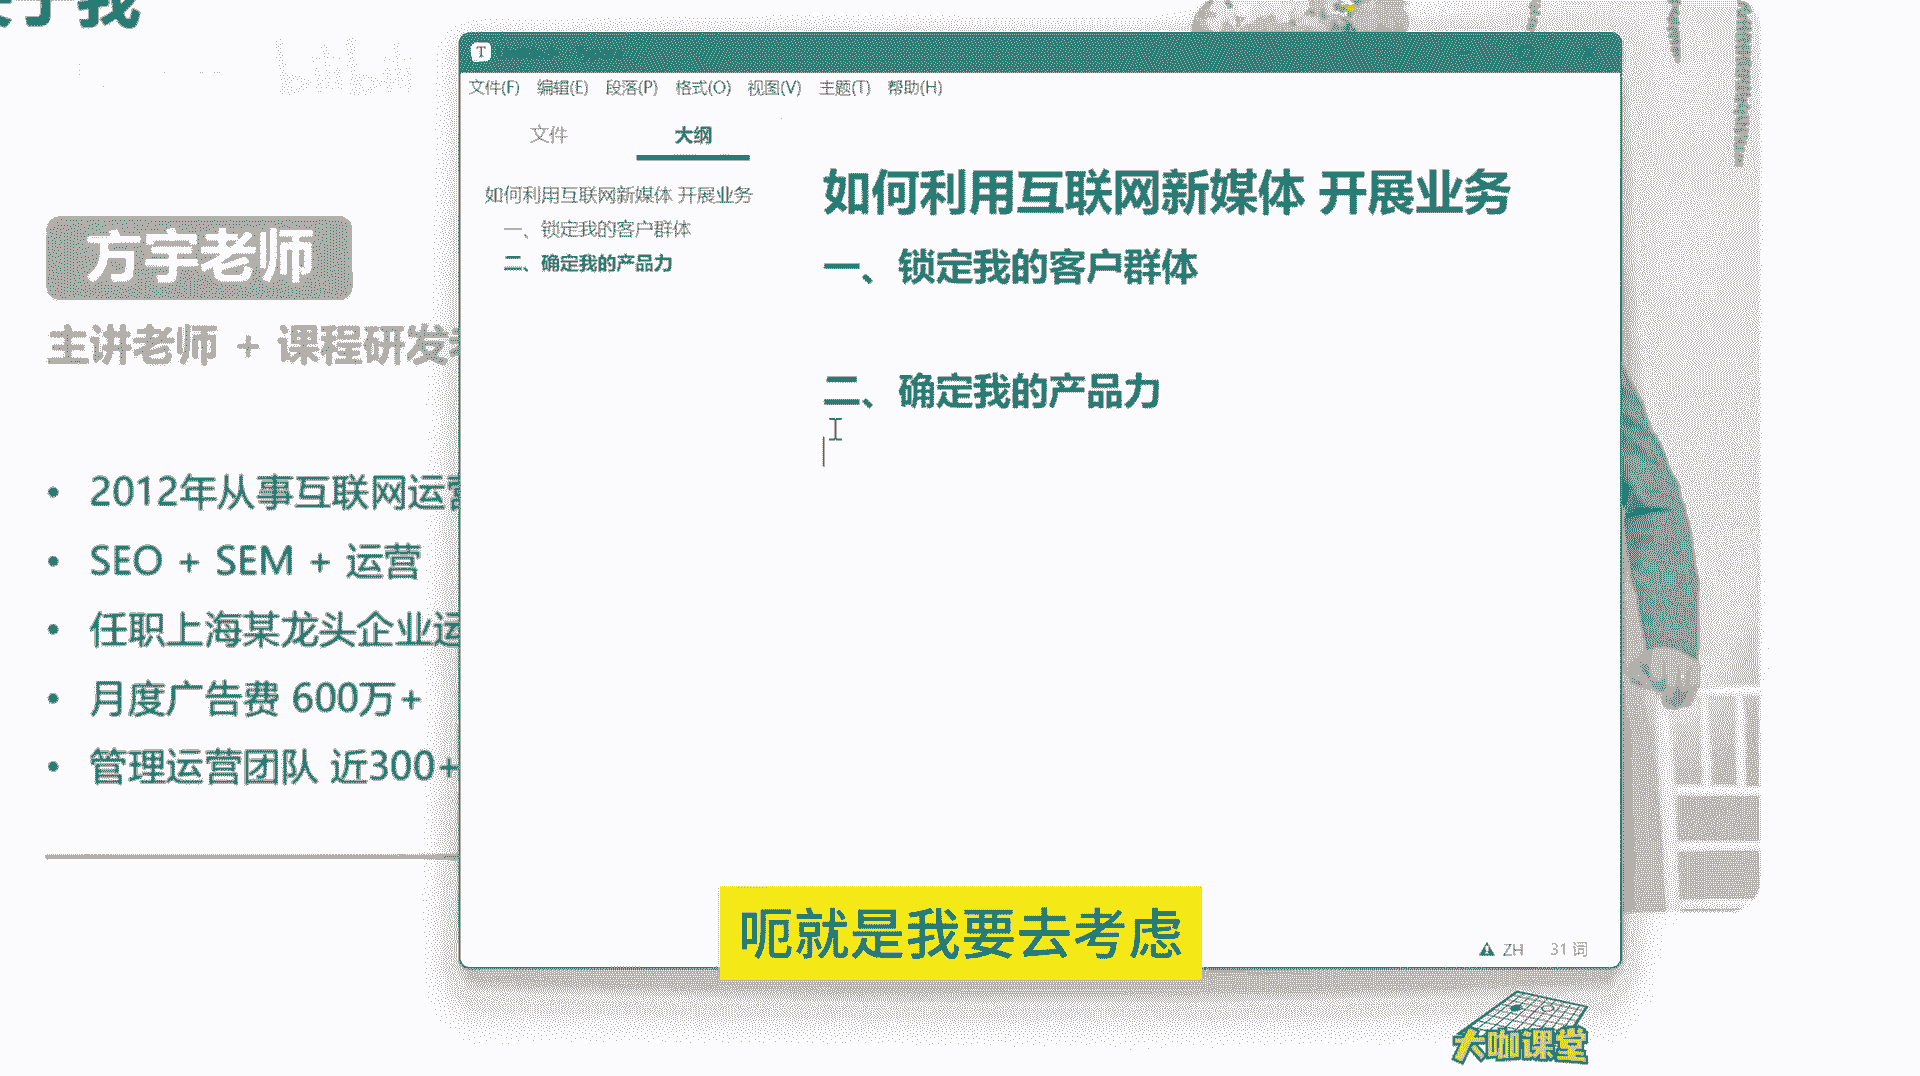 于我
bilibili
方宇老师
主讲老师 + 课程研发
2012年从事互联网运营
SEO + SEM + 运营
任职上海某龙头企业运
月度广告费 600万+
管理运营团队 近300+
T
文件(F) 编辑(E) 段落(P) 格式(O) 视图(V) 主题(T) 帮助(H)
文件 大纲
如何利用互联网新媒体 开展业务
一、锁定我的客户群体
二、确定我的产品力
如何利用互联网新媒体 开展业务
一、锁定我的客户群体
二、确定我的产品力
ZH 31 词
呃就是我要去考虑
大咖课堂